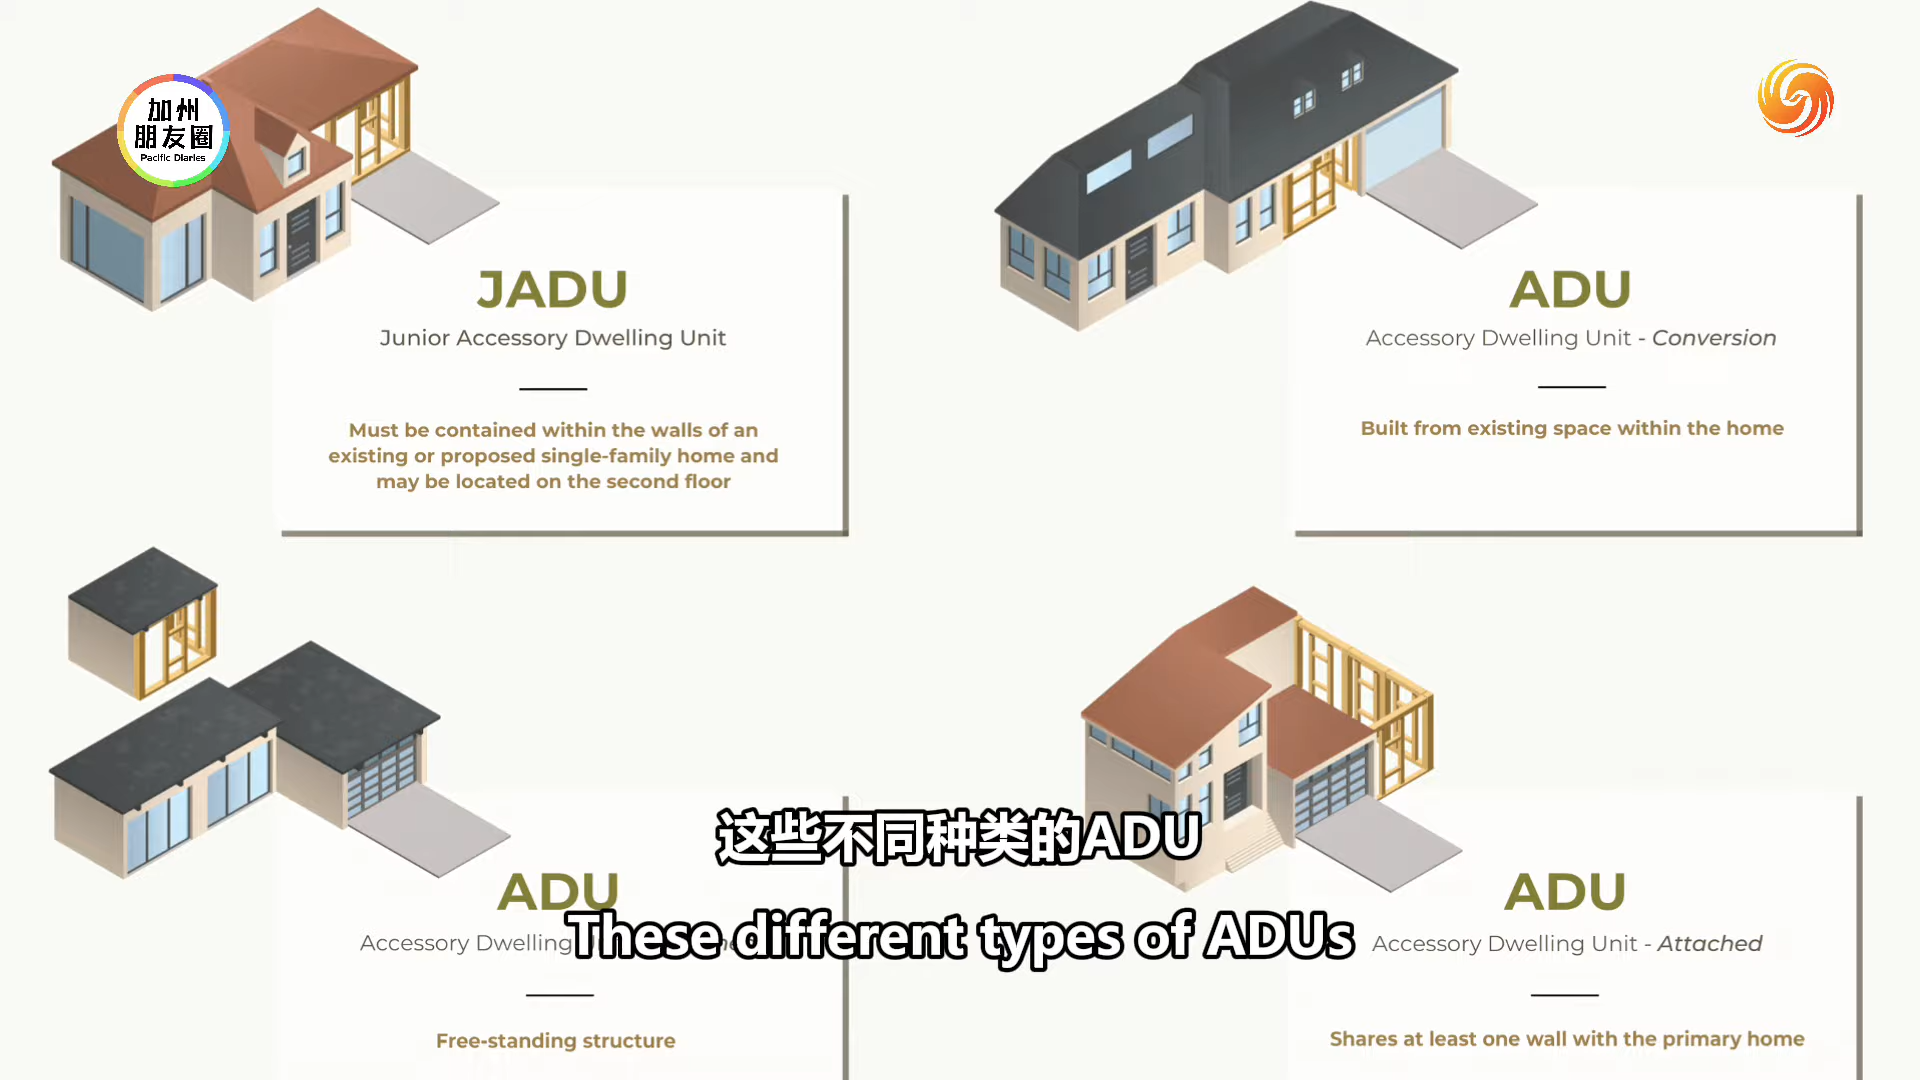 加州
朋友圈
Pacific Diaries
JADU
Junior Accessory Dwelling Unit
Must be contained within the walls of an
existing or proposed single-family home and
may be located on the second floor
ADU
Accessory Dwelling Unit - Conversion
Built from existing space within the home
ADU
Accessory Dwelling
Free-standing structure
ADU
Accessory Dwelling Unit - Attached
Shares at least one wall with the primary home
这些不同种类的ADU
These different types of ADUs